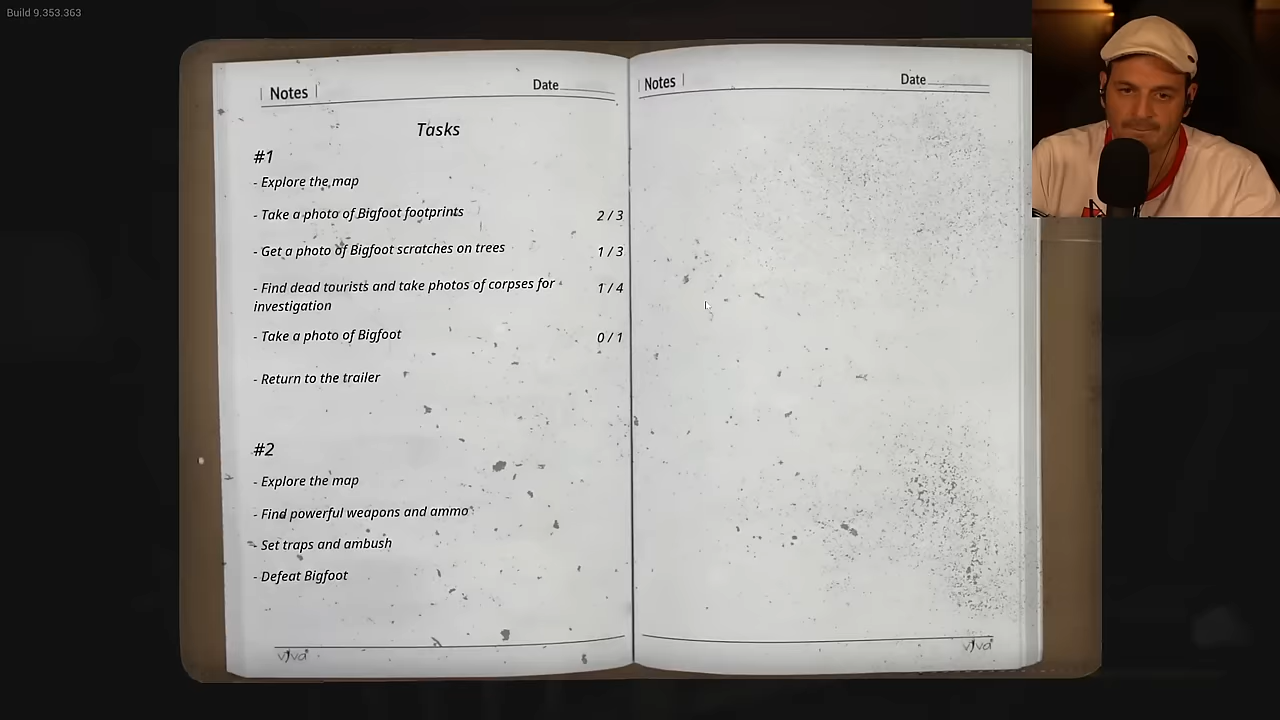 Build 9.353.363
Notes
Date
Tasks
#1
- Explore the map
- Take a photo of Bigfoot footprints 2 / 3
- Get a photo of Bigfoot scratches on trees 1 / 3
- Find dead tourists and take photos of corpses for 1 / 4
investigation
- Take a photo of Bigfoot 0 / 1
- Return to the trailer
#2
- Explore the map
- Find powerful weapons and ammo
- Set traps and ambush
- Defeat Bigfoot
Notes
Date